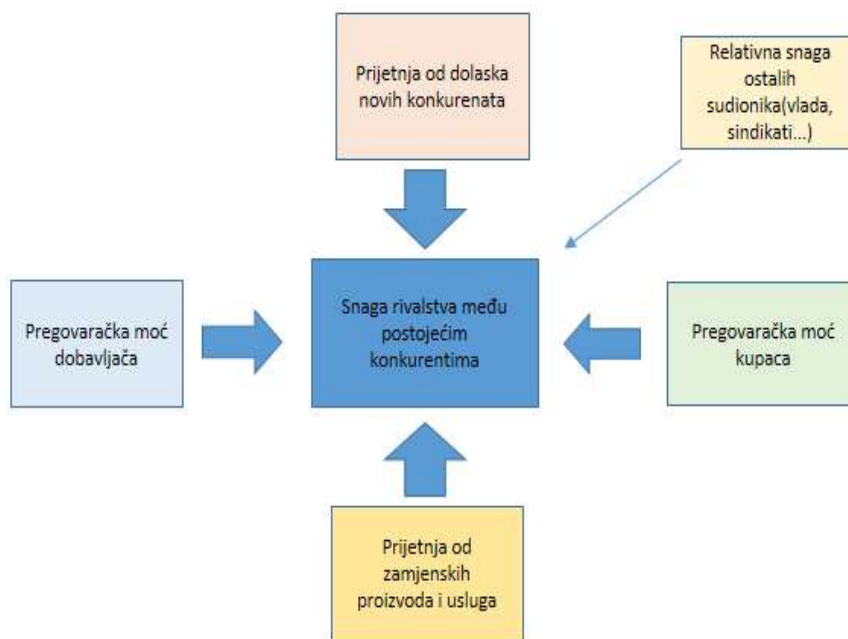 Prijetnja od dolaska
novih konkurenata
Relativna snaga
ostalih
sudionika(vlada,
sindikati...)
Pregovaračka moć
dobavljača
Snaga rivalstva među
postojećim
konkurentima
Pregovaračka moć
kupaca
Prijetnja od
zamjenskih
proizvoda i usluga